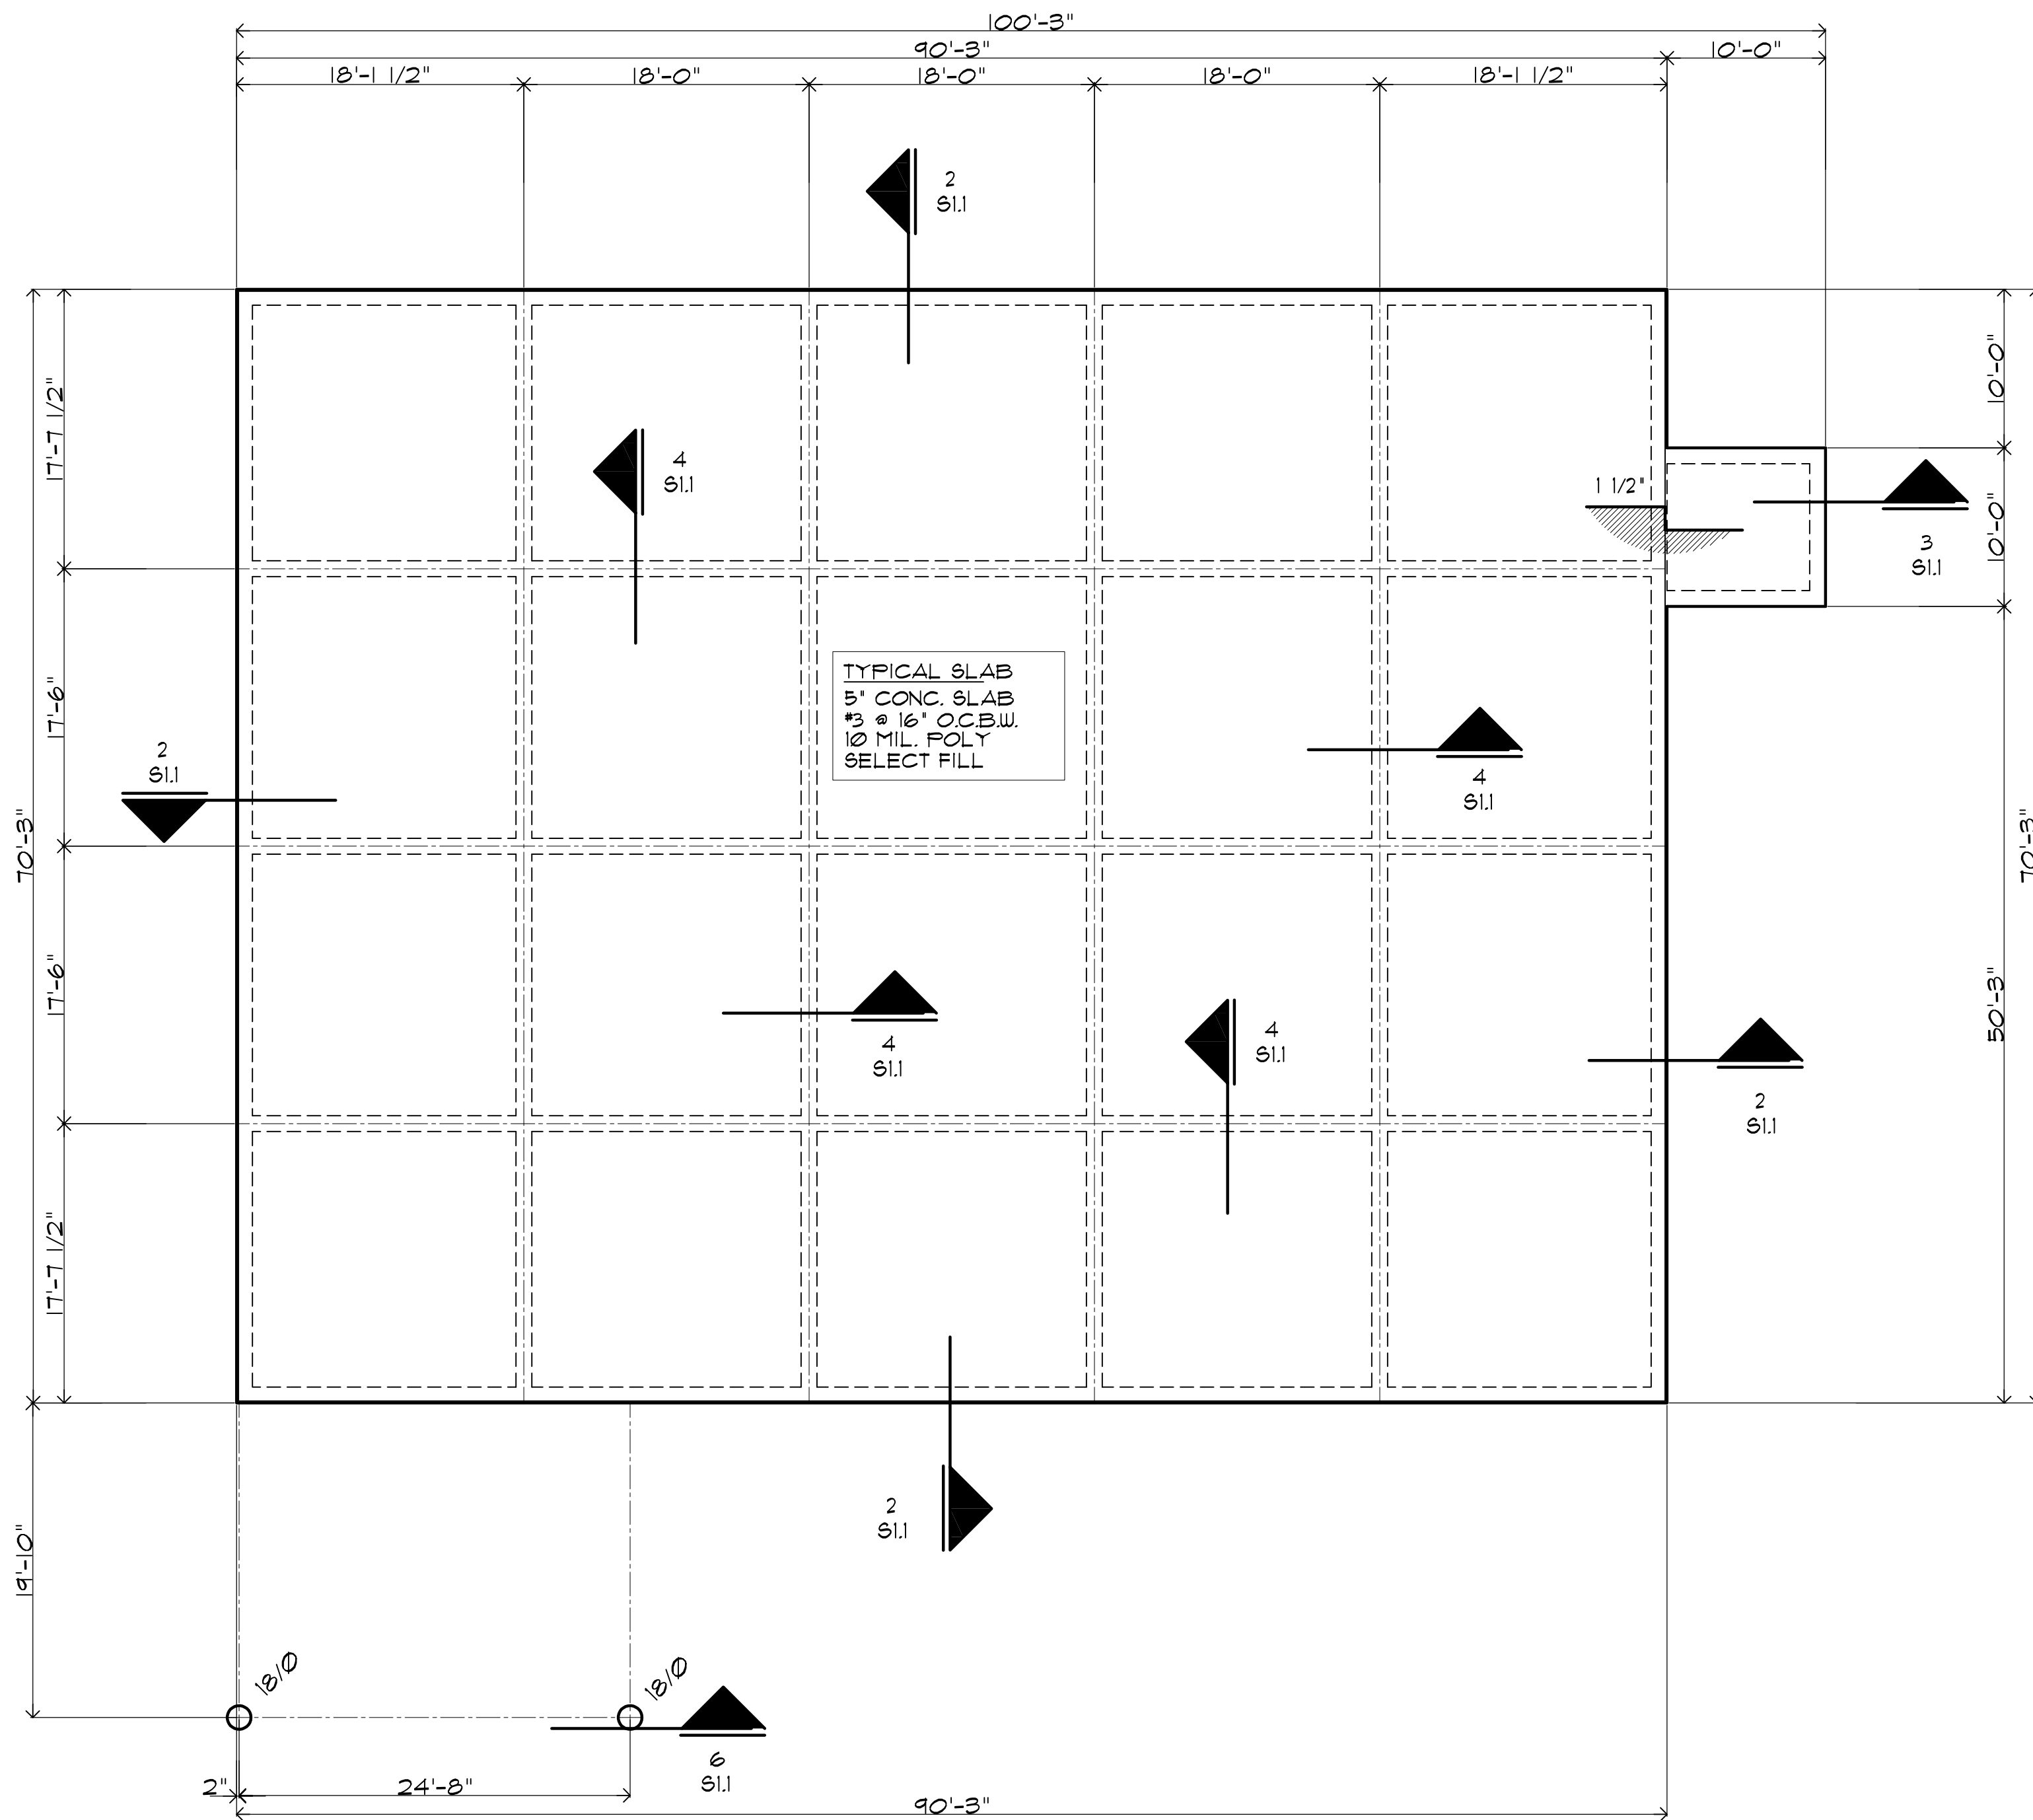 100'-3"
90'-3"
10'-0"
18'-1 1/2"
18'-0"
18'-0"
18'-0"
18'-1 1/2"
2
S1.1
4
S1.1
17'-7 1/2"
17'-6"
17'-6"
17'-7 1/2"
70'-3"
19'-10"
10'-0"
10'-0"
50'-3"
70'-3"
1 1/2"
3
S1.1
TYPICAL SLAB
5" CONC. SLAB
#3 @ 16" O.C.B.W.
10 MIL. POLY
SELECT FILL
2
S1.1
4
S1.1
4
S1.1
4
S1.1
2
S1.1
2
S1.1
18/Ø
18/Ø
6
S1.1
2"
24'-8"
90'-3"